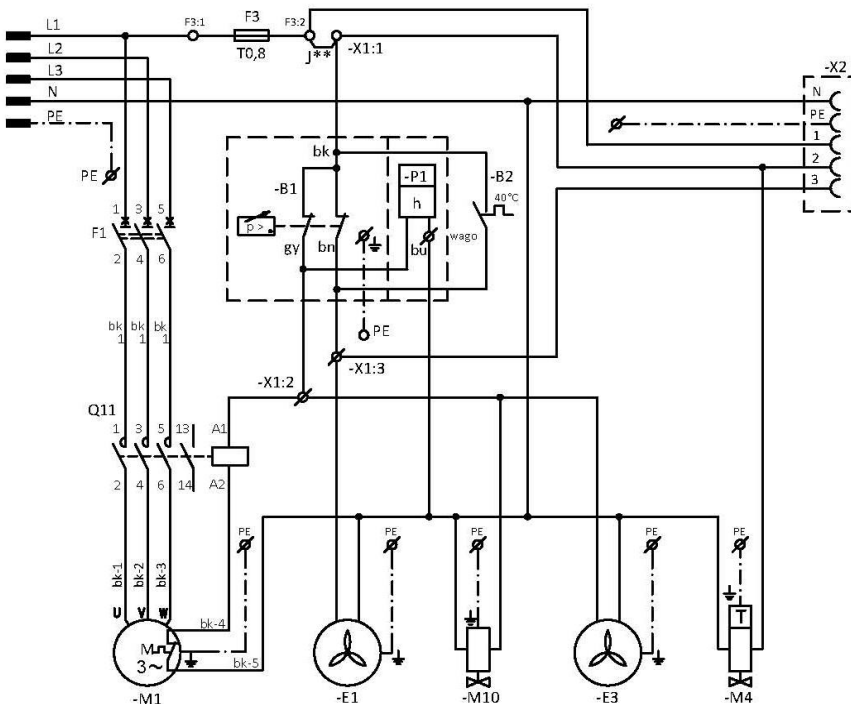 L1 F3:1 F3 F3:2
T0,8 j** -X1:1
L2
L3 -X2
N N
PE PE
1
2
3
PE
bk
-B1 -P1 -B2
h 40°C
p > wago
gy bn bu
1 3 5
F1
2 4 6
PE
bk 1 bk 1 bk 1
-X1:3
-X1:2
Q11
1 3 5 13 A1
2 4 6 14 A2
PE PE PE PE PE
bk-1 bk-2 bk-3
U V W bk-4
M T
3~ bk-5
-M1 -E1 -M10 -E3 -M4